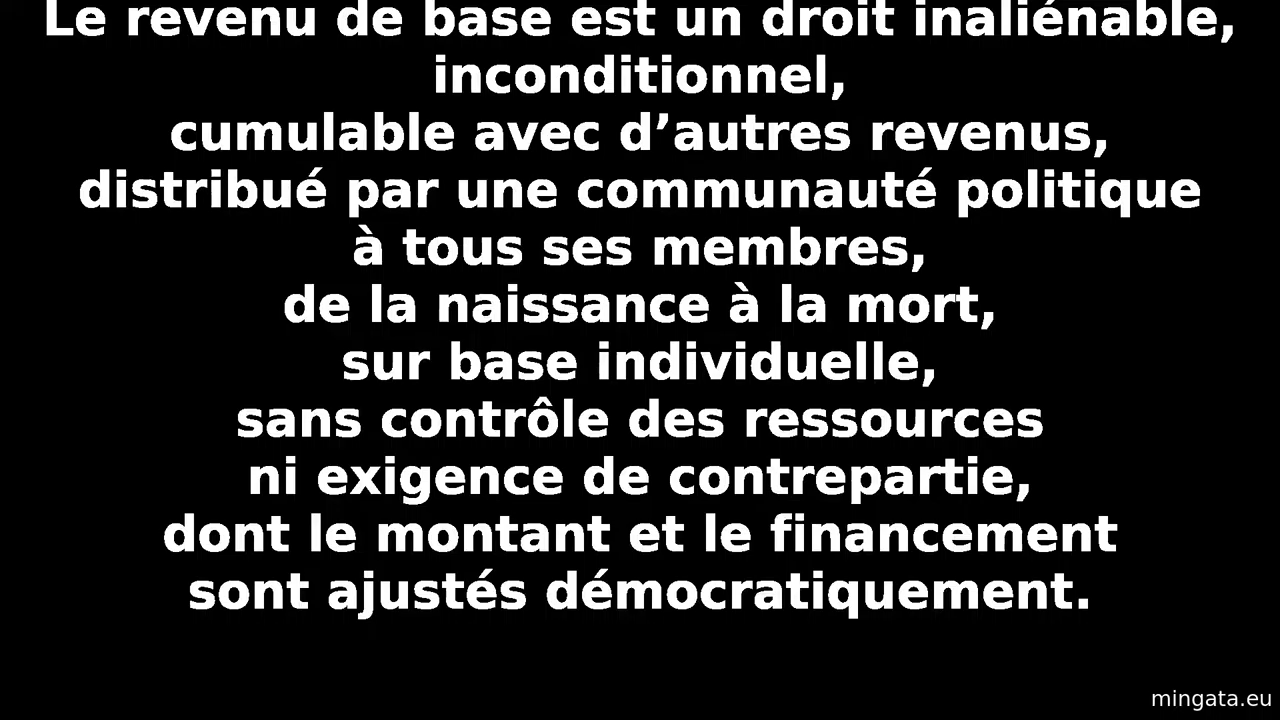 Le revenu de base est un droit inaliénable,
inconditionnel,
cumulable avec d’autres revenus,
distribué par une communauté politique
à tous ses membres,
de la naissance à la mort,
sur base individuelle,
sans contrôle des ressources
ni exigence de contrepartie,
dont le montant et le financement
sont ajustés démocratiquement.
mingata.eu